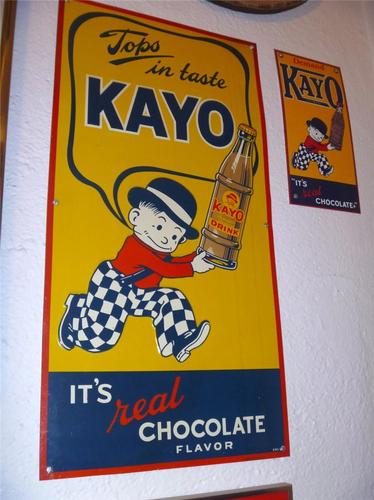 Tops
in taste
KAYO
KAYO
DRINK
IT'S
real
CHOCOLATE
FLAVOR
Demand
KAYO
"IT'S
real
CHOCOLATE"